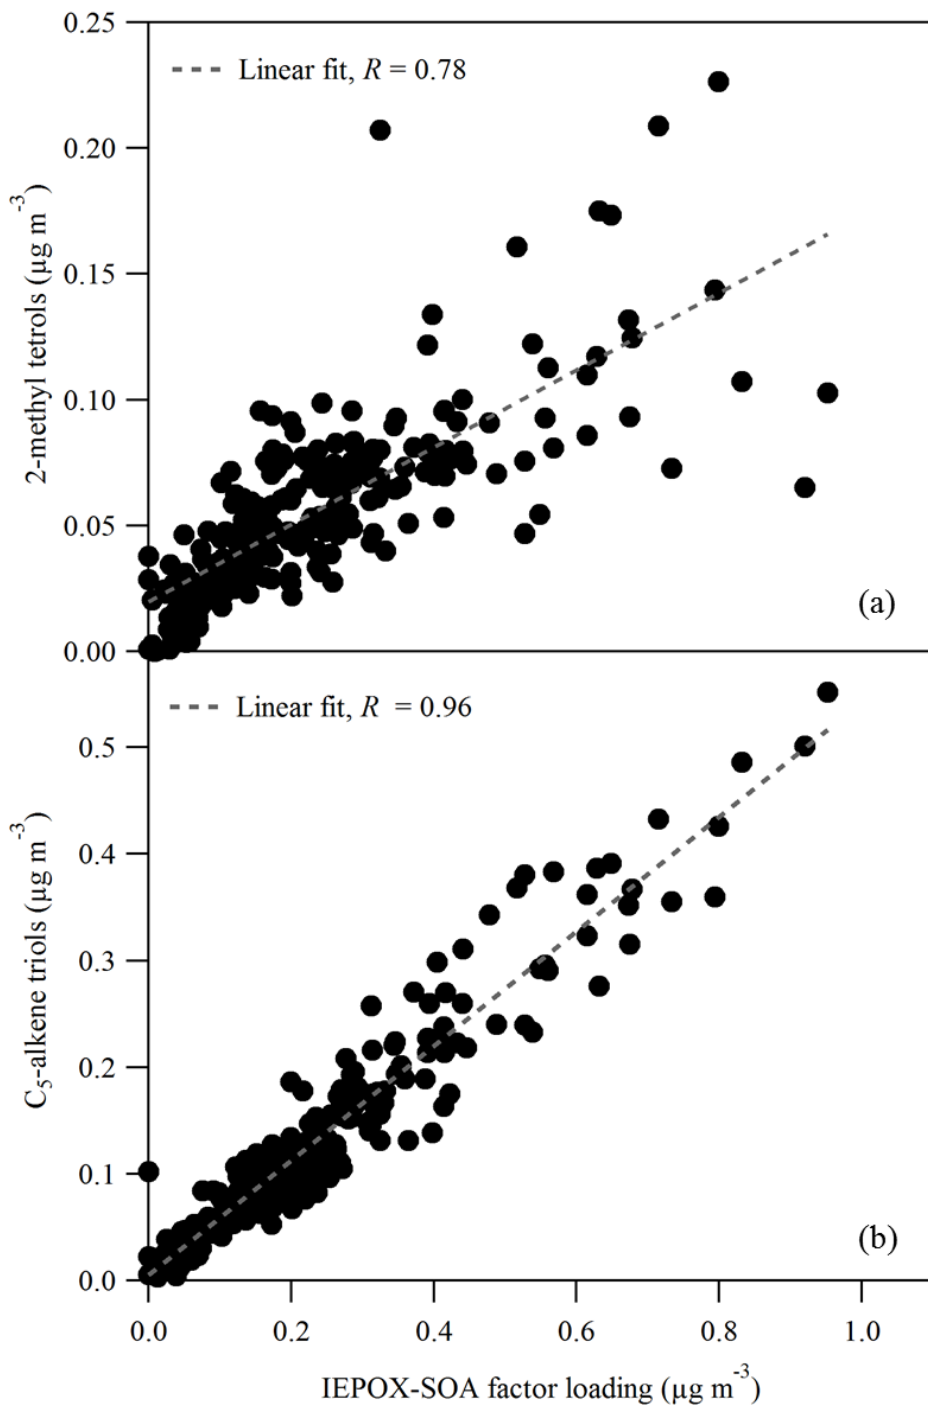 0.25
Linear fit, R = 0.78
0.20
0.15
0.10
0.05
0.00
2-methyl tetrols (µg m⁻³)
(a)
Linear fit, R = 0.96
0.5
0.4
0.3
0.2
0.1
0.0
C₅-alkene triols (µg m⁻³)
(b)
0.0 0.2 0.4 0.6 0.8 1.0
IEPOX-SOA factor loading (µg m⁻³)